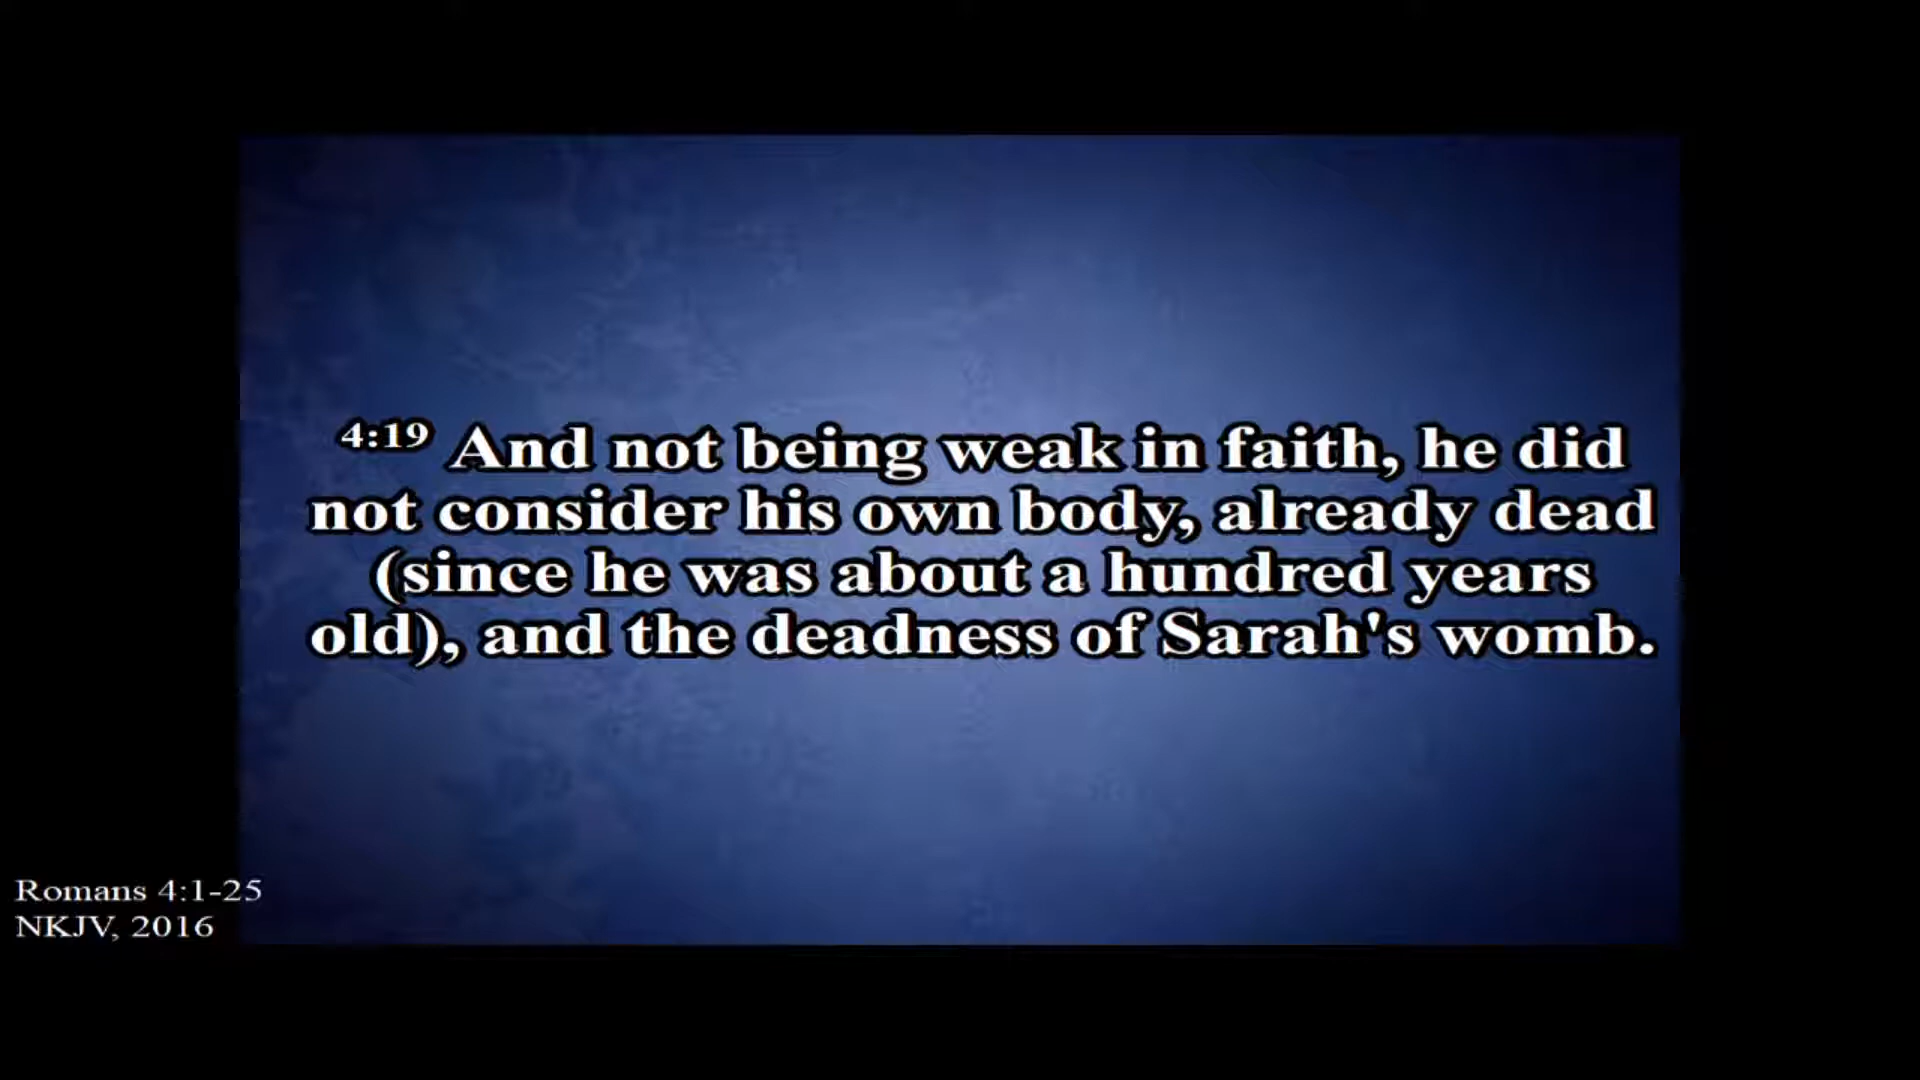 4:19 And not being weak in faith, he did
not consider his own body, already dead
(since he was about a hundred years
old), and the deadness of Sarah's womb.
Romans 4:1-25
NKJV, 2016